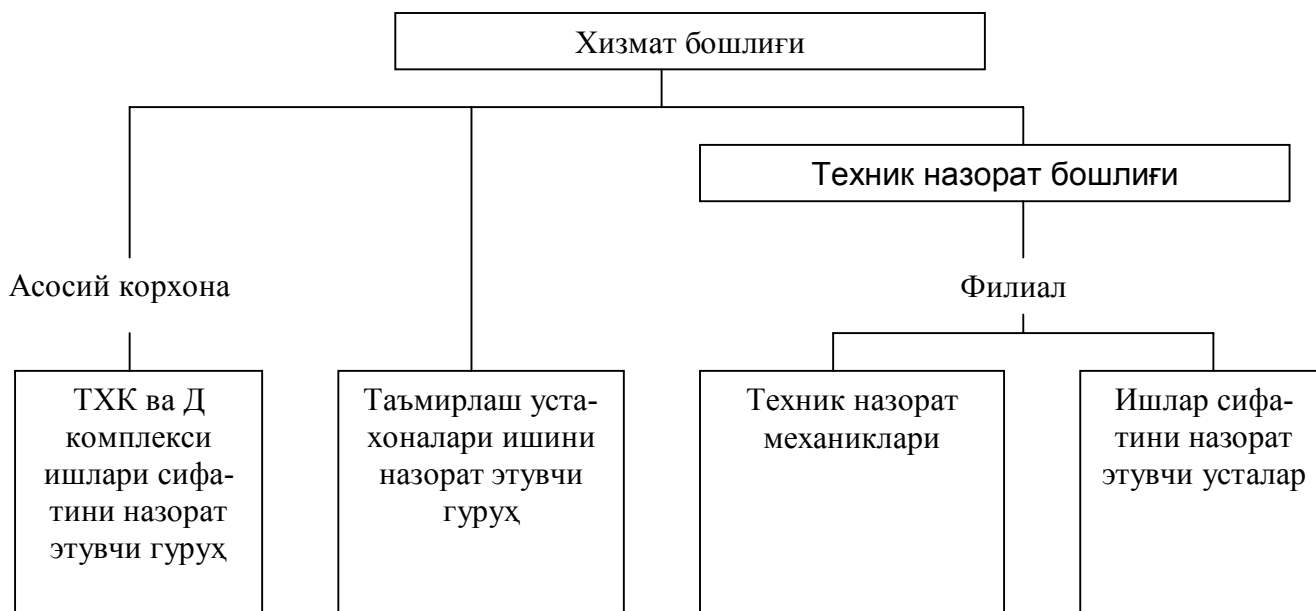 Хизмат бошлиғи
Техник назорат бошлиғи
Асосий корхона
Филиал
ТХК ва Д
комплекси
ишлари сифа-
тини назорат
этувчи гуруҳ
Таъмирлаш уста-
хоналари ишини
назорат этувчи
гуруҳ
Техник назорат
механиклари
Ишлар сифа-
тини назорат
этувчи усталар